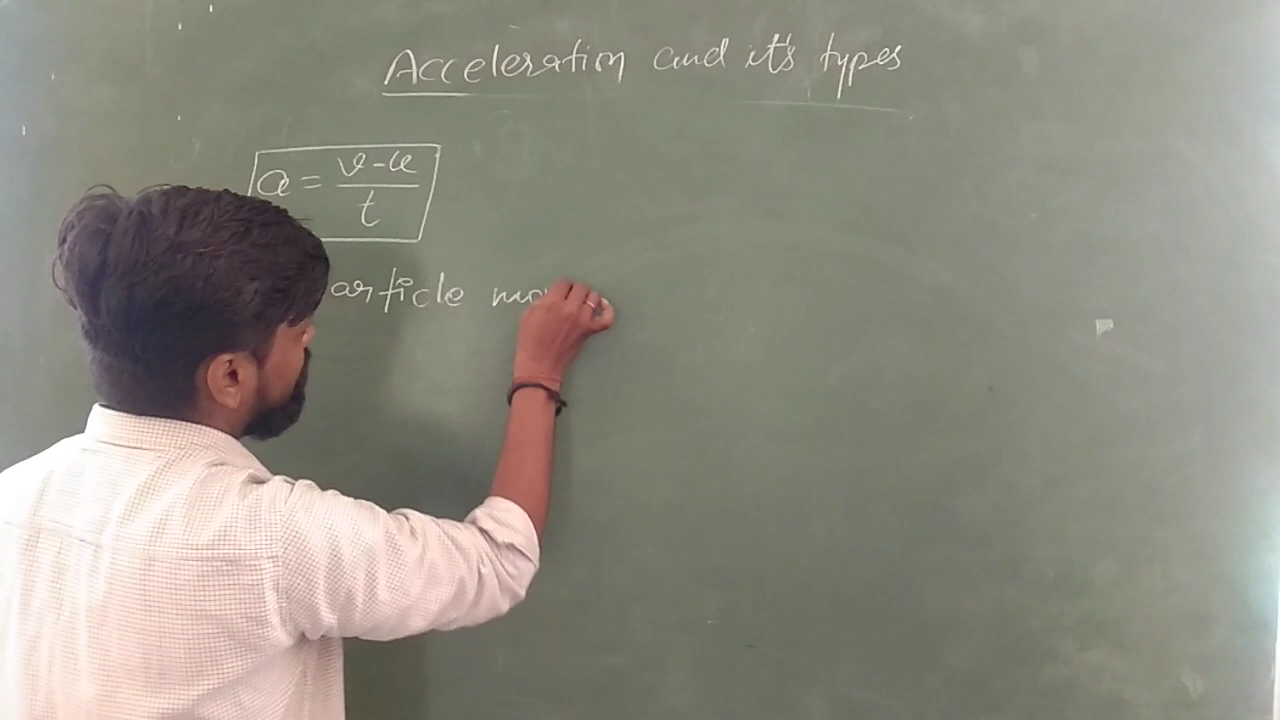 Acceleration and it's types
a = v-u / t
article